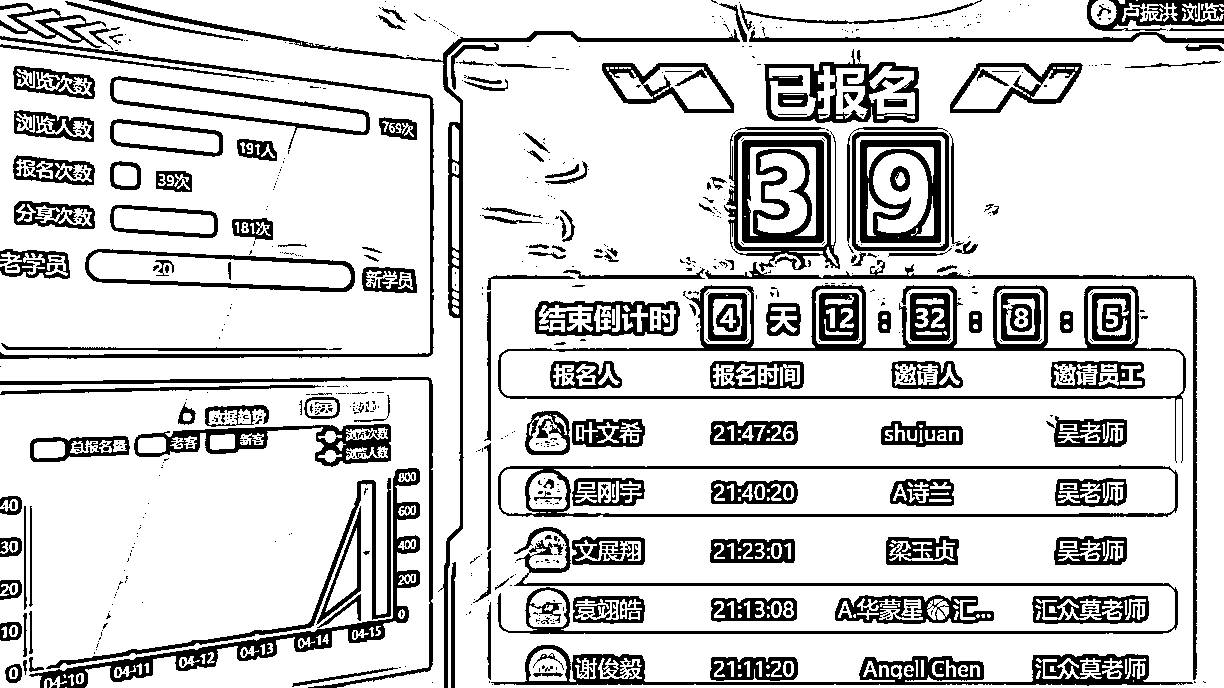 卢振洪 浏览
浏览次数 769次
浏览人数 191人
报名次数 39次
分享次数 181次
老学员 20 新学员
已报名
3 9
结束倒计时 4 天 12 : 32 : 8 : 5
报名人 报名时间 邀请人 邀请员工
叶文希 21:47:26 shujuan 吴老师
吴刚宇 21:40:20 A诗兰 吴老师
文展翔 21:23:01 梁玉贞 吴老师
袁翊皓 21:13:08 A.华蒙星🏀汇... 汇众莫老师
谢俊毅 21:11:20 Angell Chen 汇众莫老师
数据趋势
总报名量 老客 新客 浏览次数
浏览人数
40 800
30 600
20 400
10 200
0 0
04-10 04-11 04-12 04-13 04-14 04-15